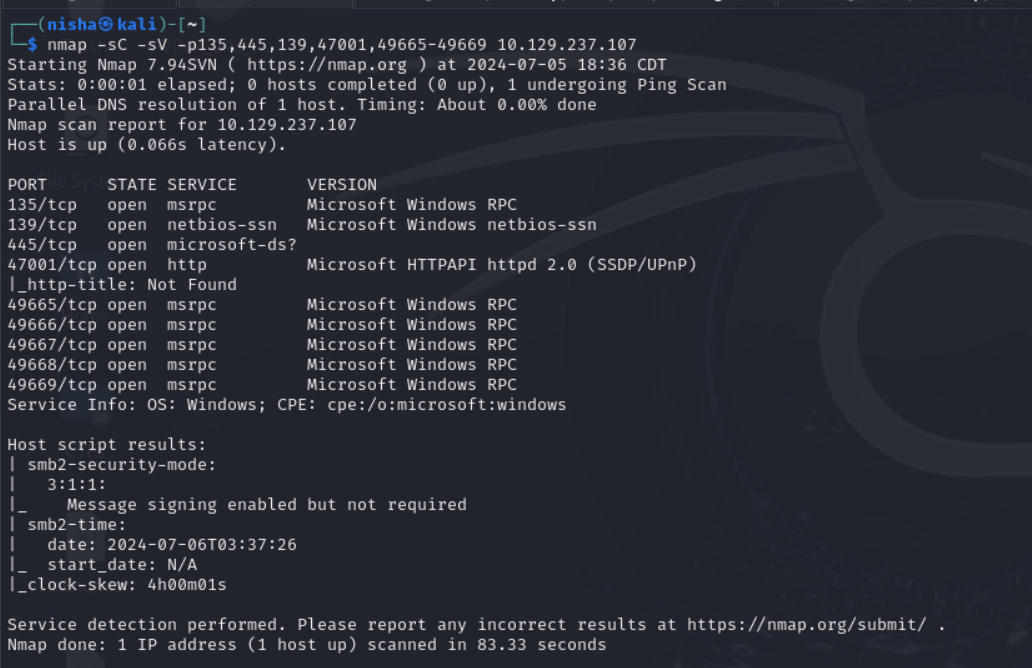 ┌──(nisha㉿kali)-[~]
└─$ nmap -sC -sV -p135,445,139,47001,49665-49669 10.129.237.107
Starting Nmap 7.94SVN ( https://nmap.org ) at 2024-07-05 18:36 CDT
Stats: 0:00:01 elapsed; 0 hosts completed (0 up), 1 undergoing Ping Scan
Parallel DNS resolution of 1 host. Timing: About 0.00% done
Nmap scan report for 10.129.237.107
Host is up (0.066s latency).
PORT      STATE SERVICE       VERSION
135/tcp   open  msrpc         Microsoft Windows RPC
139/tcp   open  netbios-ssn   Microsoft Windows netbios-ssn
445/tcp   open  microsoft-ds?
47001/tcp open  http          Microsoft HTTPAPI httpd 2.0 (SSDP/UPnP)
|_http-title: Not Found
49665/tcp open  msrpc         Microsoft Windows RPC
49666/tcp open  msrpc         Microsoft Windows RPC
49667/tcp open  msrpc         Microsoft Windows RPC
49668/tcp open  msrpc         Microsoft Windows RPC
49669/tcp open  msrpc         Microsoft Windows RPC
Service Info: OS: Windows; CPE: cpe:/o:microsoft:windows
Host script results:
| smb2-security-mode:
|   3:1:1:
|_    Message signing enabled but not required
| smb2-time:
|   date: 2024-07-06T03:37:26
|_  start_date: N/A
|_clock-skew: 4h00m01s
Service detection performed. Please report any incorrect results at https://nmap.org/submit/ .
Nmap done: 1 IP address (1 host up) scanned in 83.33 seconds